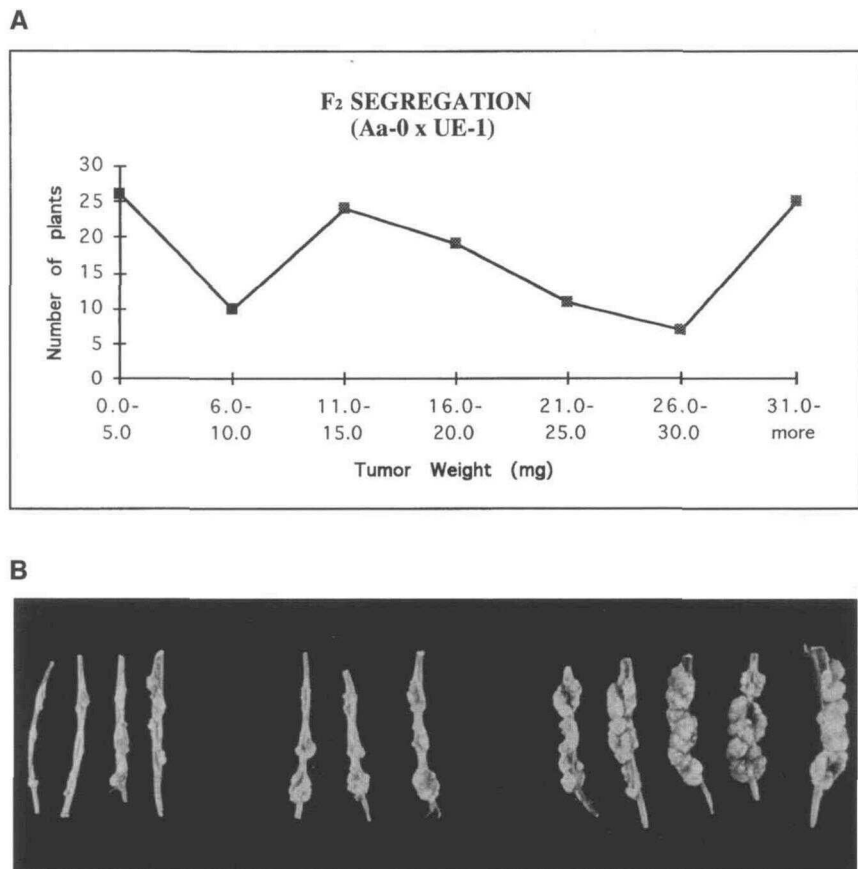 A
F₂ SEGREGATION
(Aa-0 x UE-1)
Number of plants
30
25
20
15
10
5
0
0.0- 6.0- 11.0- 16.0- 21.0- 26.0- 31.0-
5.0 10.0 15.0 20.0 25.0 30.0 more
Tumor Weight (mg)
B